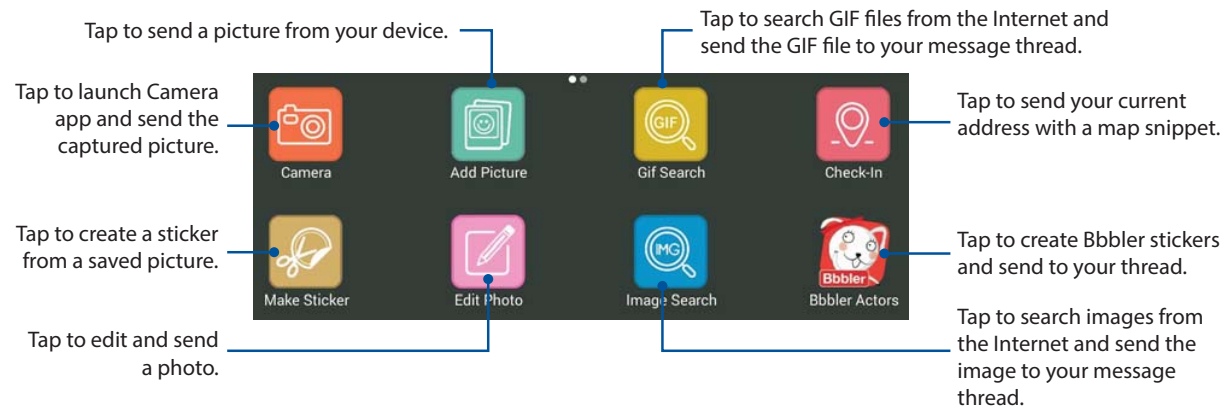 Tap to send a picture from your device.
Tap to search GIF files from the Internet and
send the GIF file to your message thread.
Tap to launch Camera
app and send the
captured picture.
Tap to send your current
address with a map snippet.
GIF
Camera
Add Picture
Gif Search
Check-In
Tap to create a sticker
from a saved picture.
Tap to create Bbbler stickers
and send to your thread.
IMG
Bbbler
Make Sticker
Edit Photo
Image Search
Bbbler Actors
Tap to edit and send
a photo.
Tap to search images from
the Internet and send the
image to your message
thread.